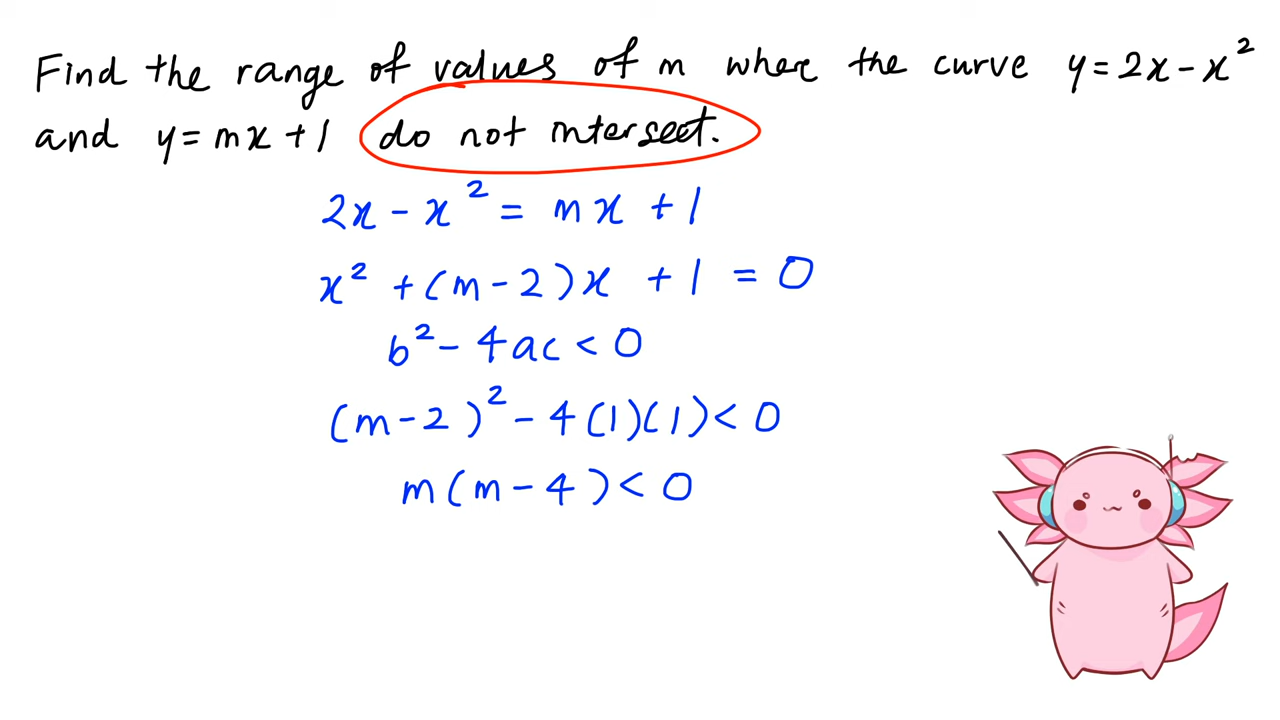 Find the range of values of m where the curve y = 2x - x²
and y = mx + 1 do not intersect.
2x - x² = mx + 1
x² + (m - 2)x + 1 = 0
b² - 4ac < 0
(m - 2)² - 4(1)(1) < 0
m(m - 4) < 0